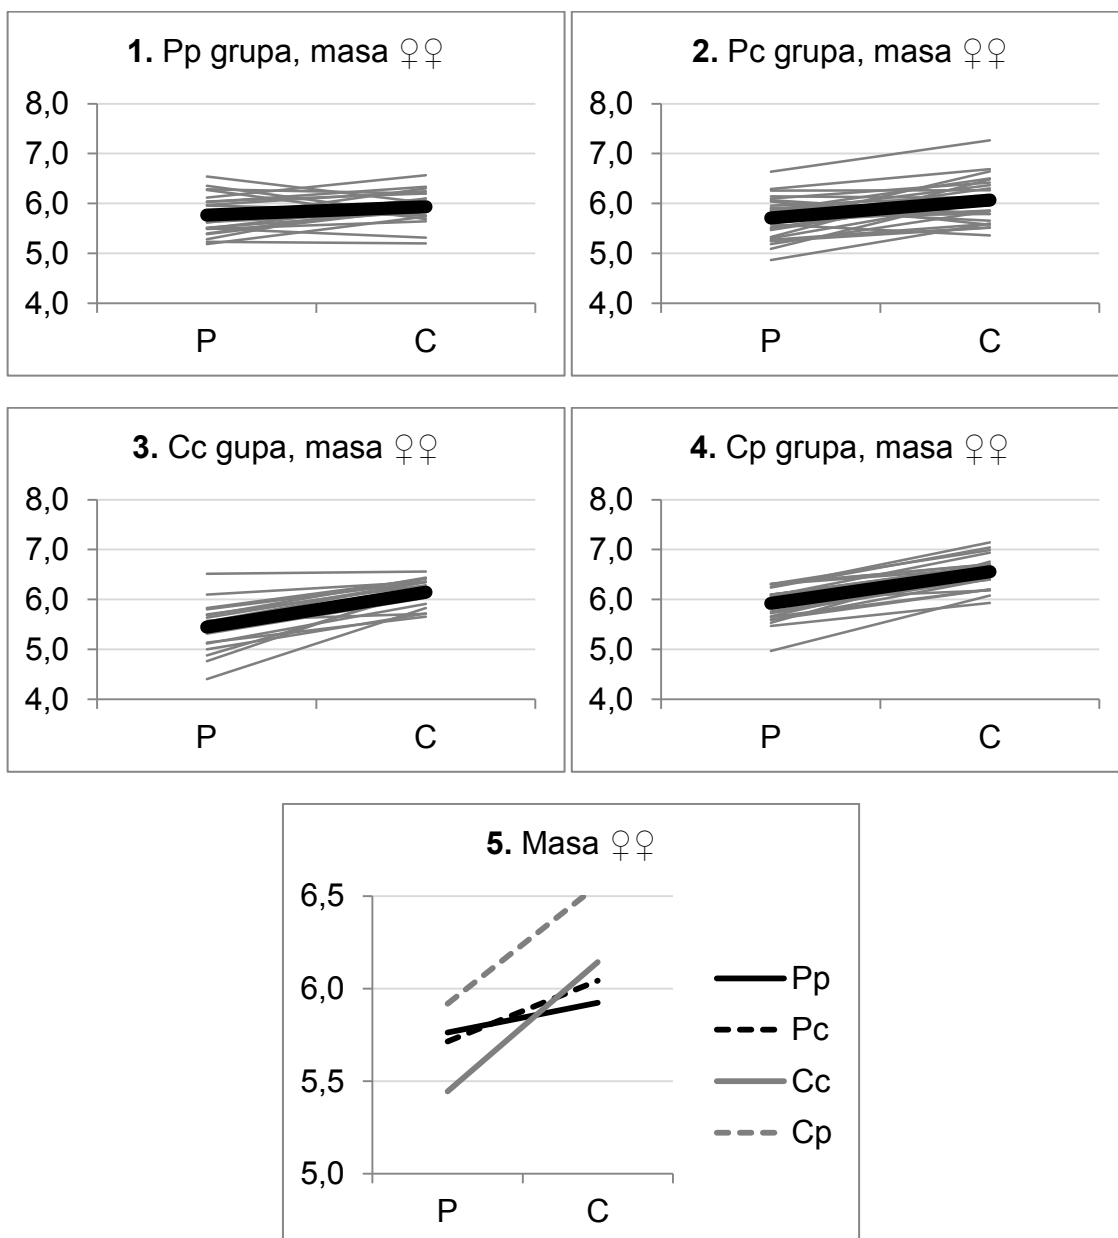 1. Pp grupa, masa ♀♀
8,0
7,0
6,0
5,0
4,0
P C
2. Pc grupa, masa ♀♀
8,0
7,0
6,0
5,0
4,0
P C
3. Cc gupa, masa ♀♀
8,0
7,0
6,0
5,0
4,0
P C
4. Cp grupa, masa ♀♀
8,0
7,0
6,0
5,0
4,0
P C
5. Masa ♀♀
6,5
6,0
5,5
5,0
P C
Pp
Pc
Cc
Cp